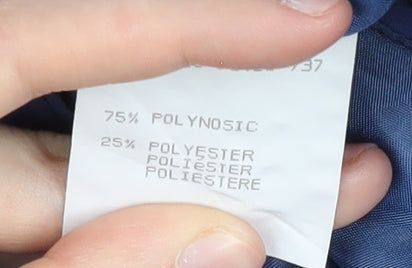 737
75% POLYNOSIC
25% POLYESTER
POLIéSTER
POLIESTERE